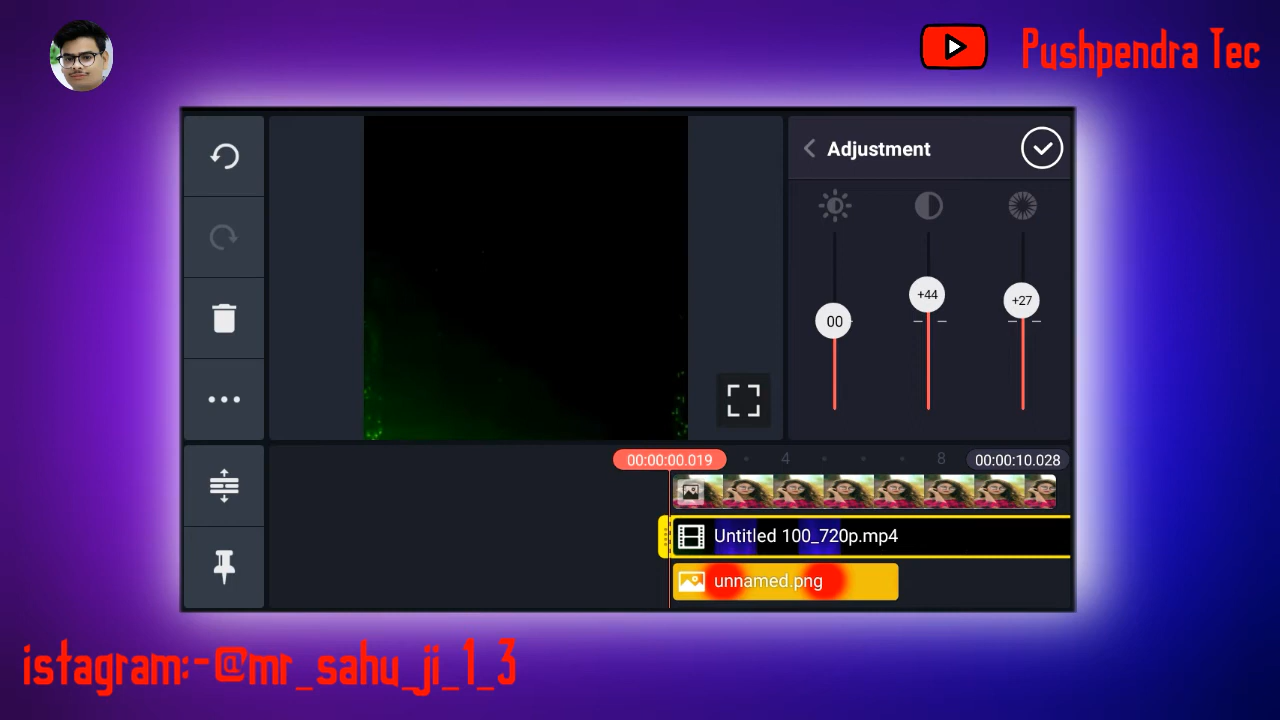 Pushpendra Tec
Adjustment
00
+44
+27
00:00:00.019
4
8
00:00:10.028
Untitled 100_720p.mp4
unnamed.png
istagram:-@mr_sahu_ji_1_3